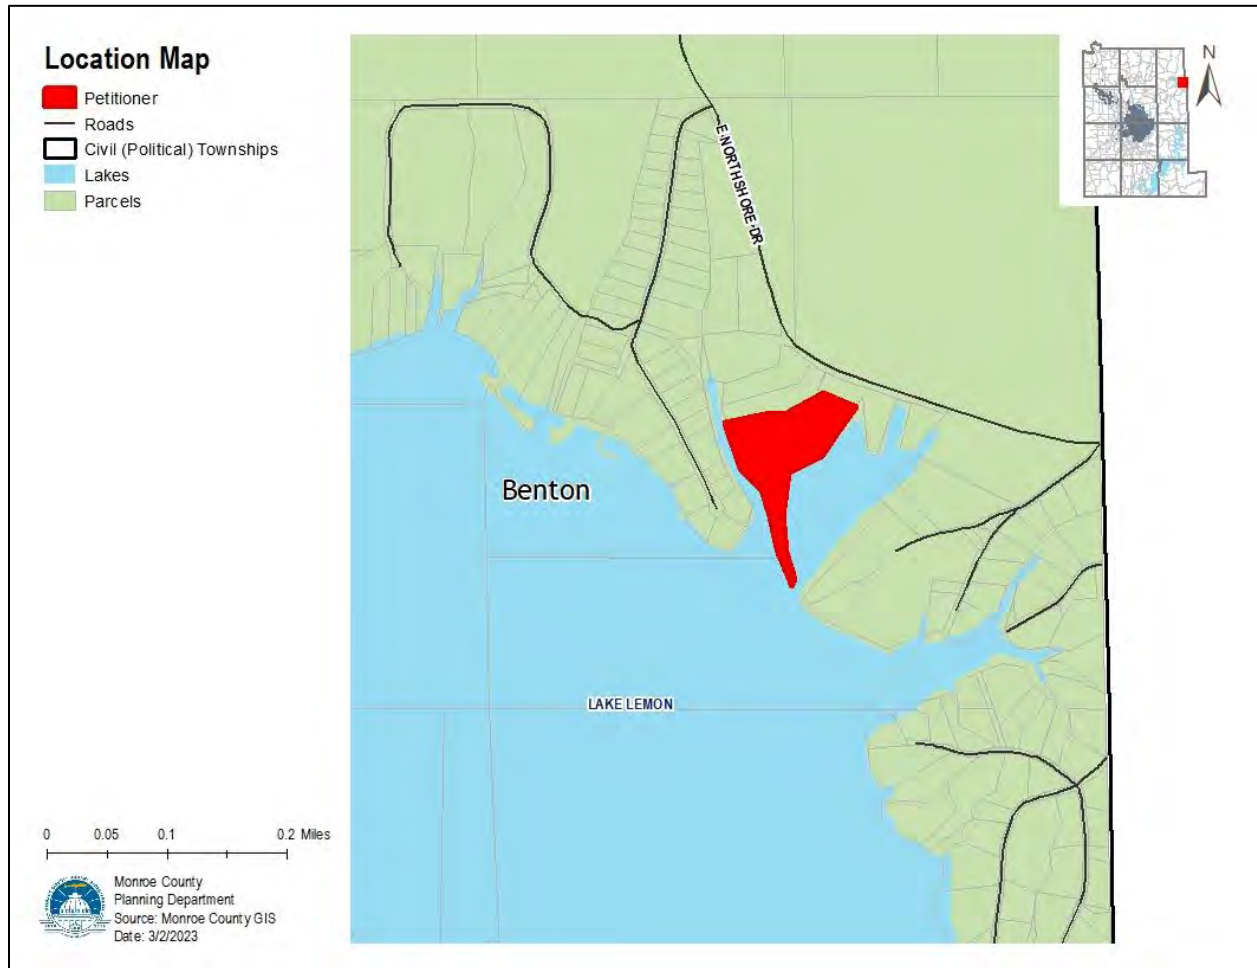 Location Map
Petitioner
Roads
Civil (Political) Townships
Lakes
Parcels
N
E NORTHSHORE DR
Benton
LAKE LEMON
0 0.05 0.1 0.2 Miles
Monroe County
Planning Department
Source: Monroe County GIS
Date: 3/2/2023